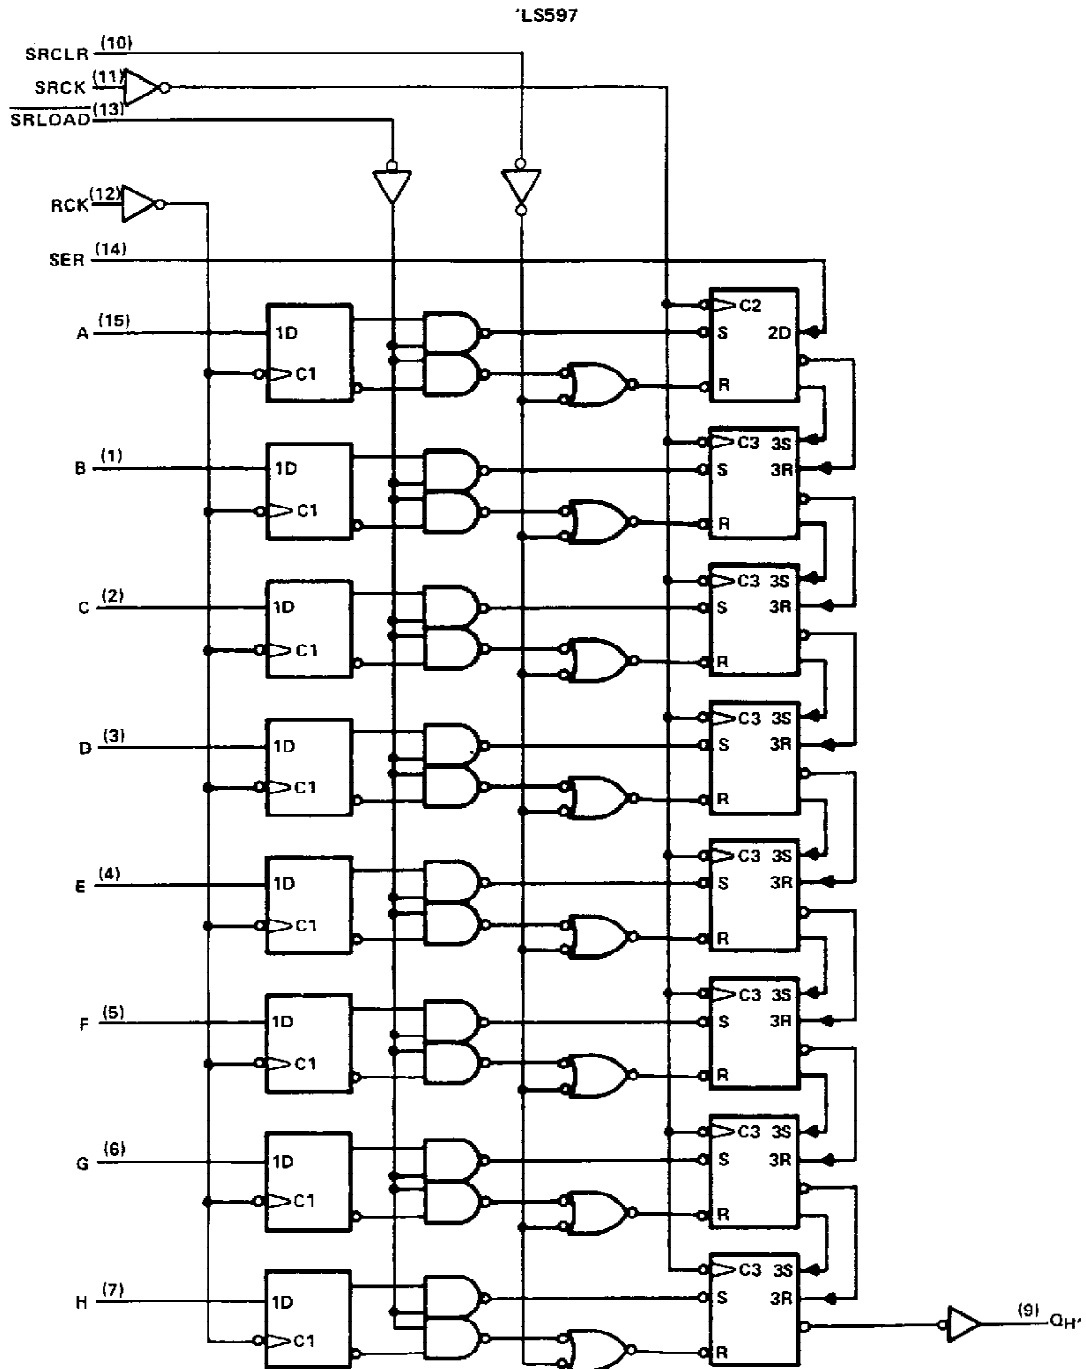 'LS597
SRCLR (10)
SRCK (11)
SRLOAD (13)
RCK (12)
SER (14)
A (15) 1D C1 C2 S 2D R
B (1) 1D C1 C3 3S S 3R R
C (2) 1D C1 C3 3S S 3R R
D (3) 1D C1 C3 3S S 3R R
E (4) 1D C1 C3 3S S 3R R
F (5) 1D C1 C3 3S S 3R R
G (6) 1D C1 C3 3S S 3R R
H (7) 1D C1 C3 3S S 3R R
(9) QH'